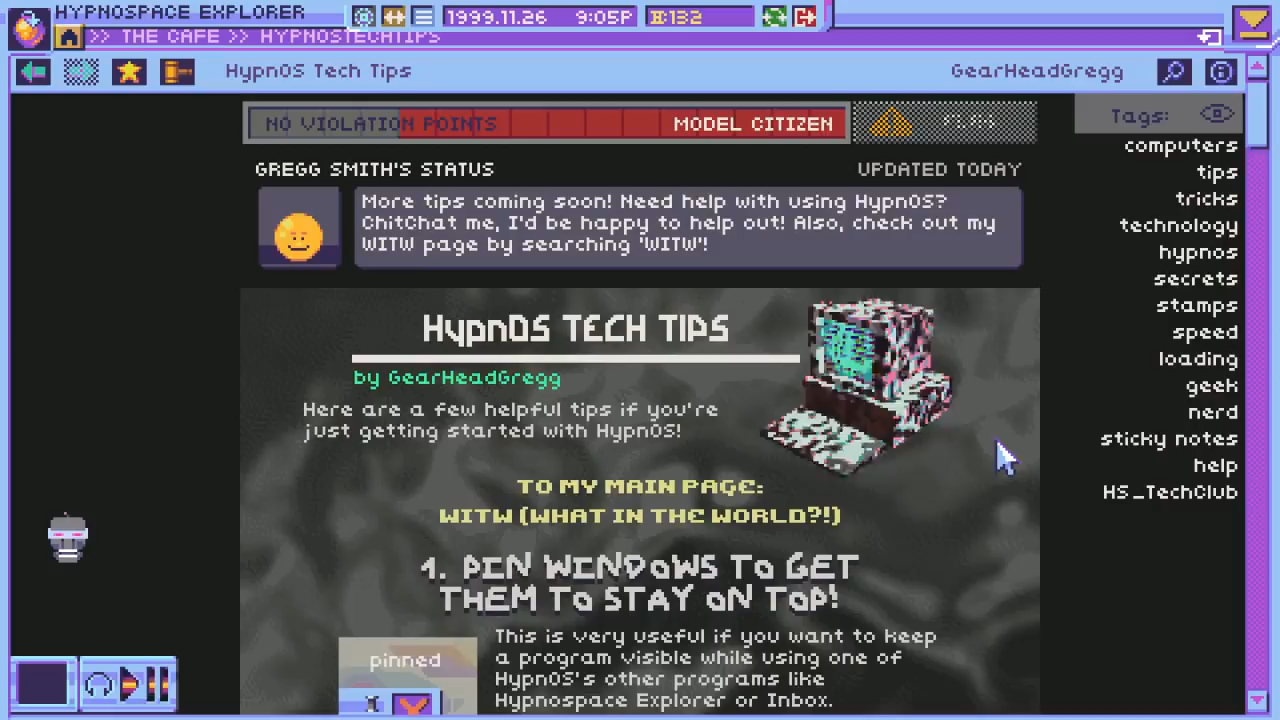 HYPNOSPACE EXPLORER
1999.11.26 9:05P
132
>> THE CAFE >> HYPNOSTECHTIPS
HypnOS Tech Tips
GearHeadGregg
NO VIOLATION POINTS
MODEL CITIZEN
Tags:
GREGG SMITH'S STATUS
UPDATED TODAY
More tips coming soon! Need help with using HypnOS?
ChitChat me, I'd be happy to help out! Also, check out my
WITW page by searching 'WITW'!
computers
tips
tricks
technology
hypnos
secrets
stamps
speed
loading
geek
nerd
sticky notes
help
HS_TechClub
HypnOS TECH TIPS
by GearHeadGregg
Here are a few helpful tips if you're
just getting started with HypnOS!
TO MY MAIN PAGE:
WITW (WHAT IN THE WORLD?!)
1. PIN WINDOWS TO GET
THEM TO STAY ON TOP!
pinned
This is very useful if you want to keep
a program visible while using one of
HypnOS's other programs like
Hypnospace Explorer or Inbox.